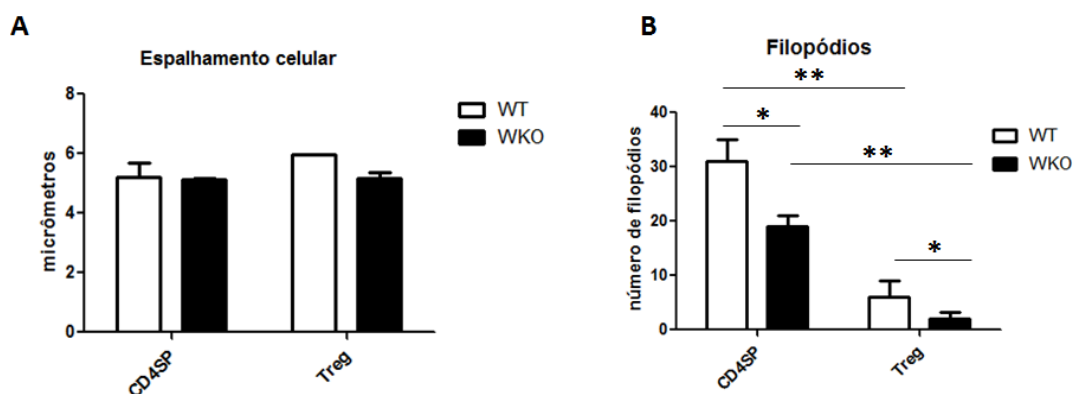 A
Espalhamento celular
8
6
4
2
0
micrômetros
CD4SP
Treg
WT
WKO
B
Filopódios
**
*
**
*
40
30
20
10
0
número de filopódios
CD4SP
Treg
WT
WKO